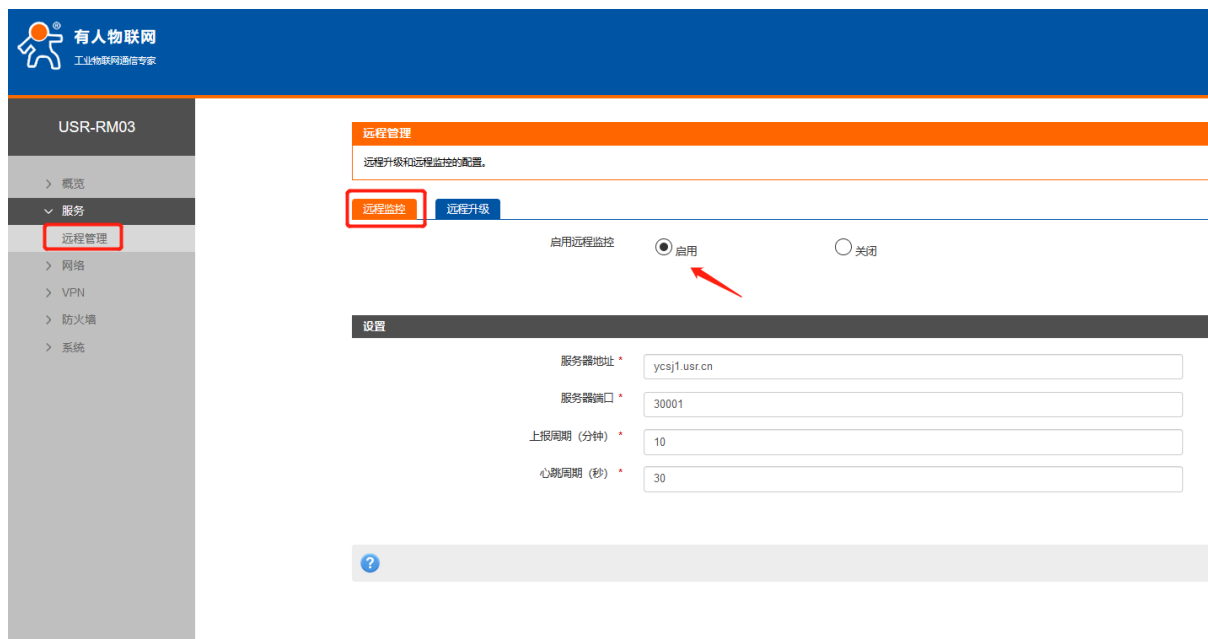 ®
有人物联网
工业物联网通信专家
USR-RM03
概览
服务
远程管理
网络
VPN
防火墙
系统
远程管理
远程升级和远程监控的配置。
远程监控 远程升级
启用远程监控 启用 关闭
设置
服务器地址 * ycsj1.usr.cn
服务器端口 * 30001
上报周期（分钟） * 10
心跳周期（秒） * 30
?